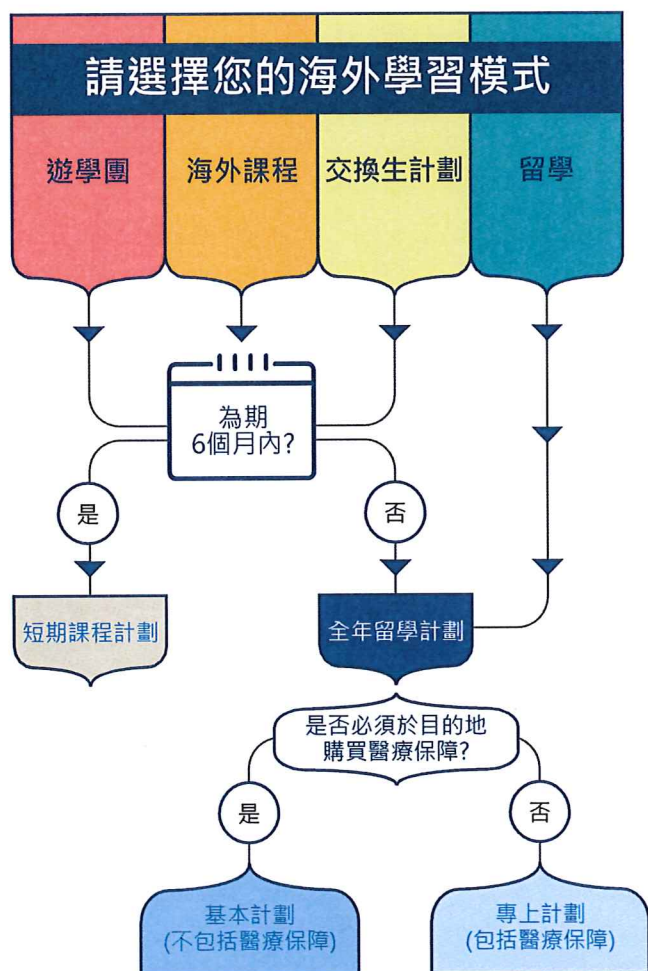 請選擇您的海外學習模式
遊學團
海外課程
交換生計劃
留學
為期
6個月內?
是
否
短期課程計劃
全年留學計劃
是否必須於目的地
購買醫療保障?
是
否
基本計劃
(不包括醫療保障)
專上計劃
(包括醫療保障)